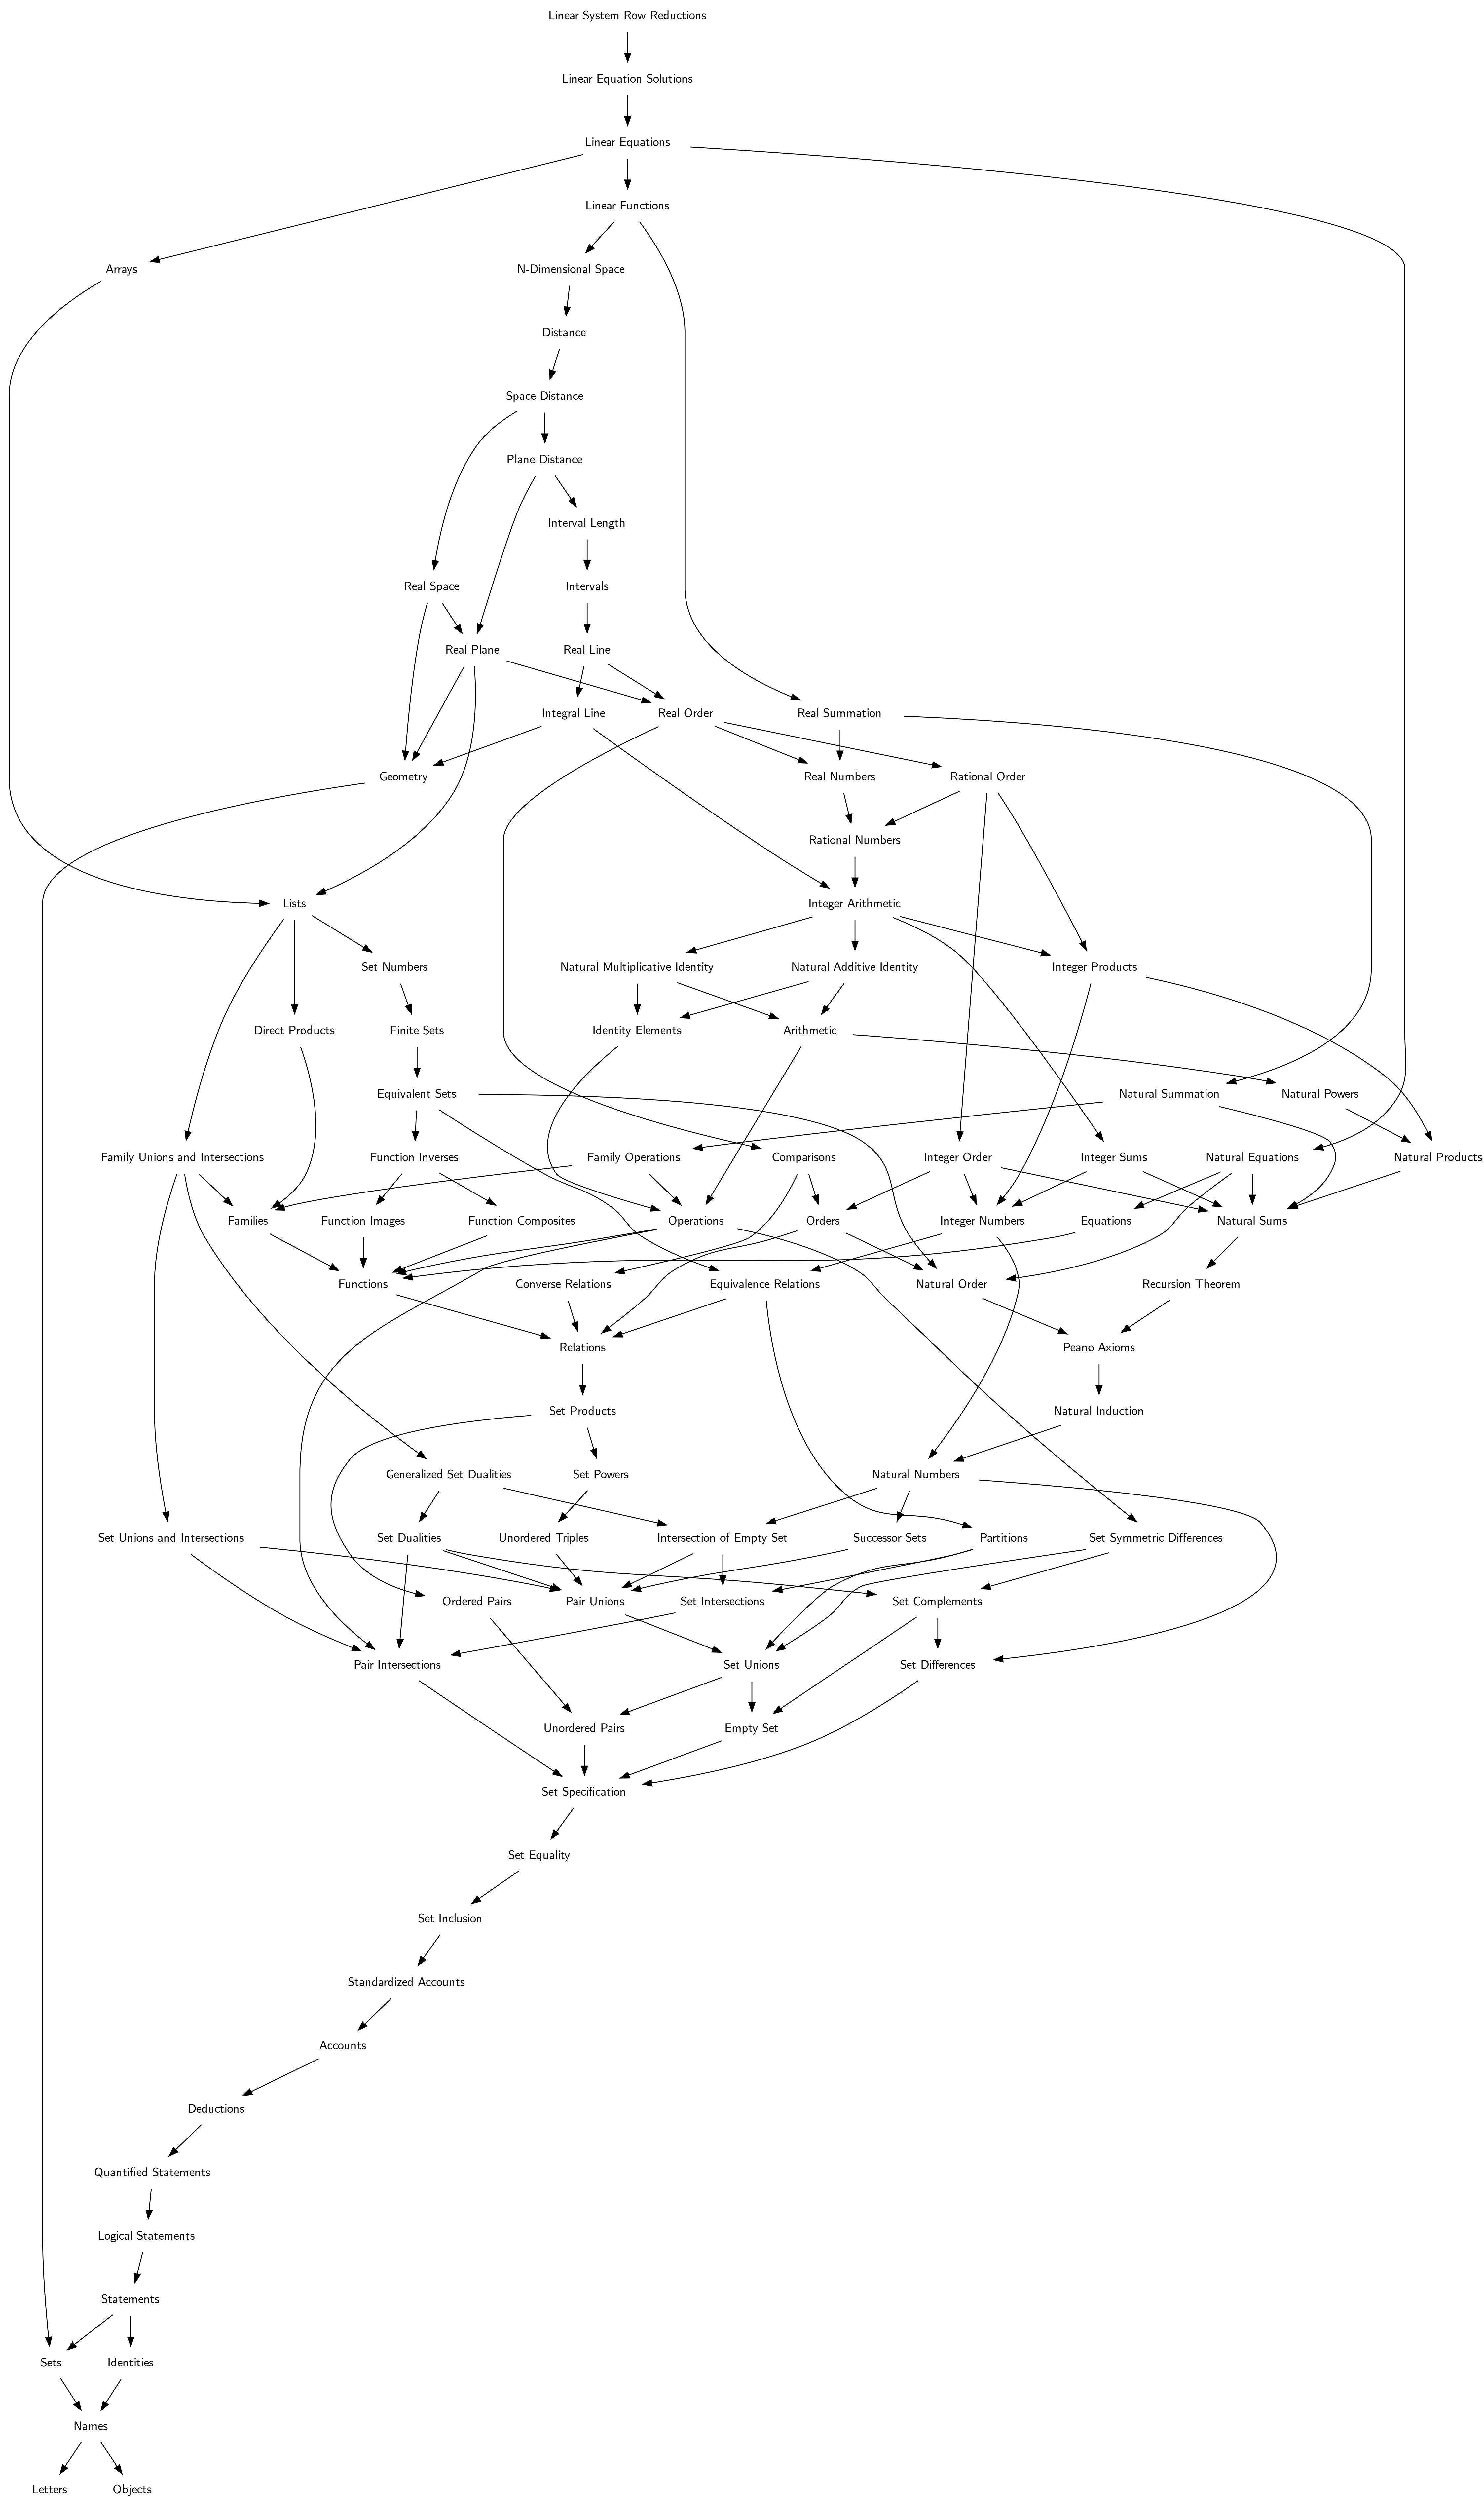 Linear System Row Reductions
Linear Equation Solutions
Linear Equations
Linear Functions
Arrays
N-Dimensional Space
Distance
Space Distance
Plane Distance
Interval Length
Real Space
Intervals
Real Plane
Real Line
Integral Line
Real Order
Real Summation
Geometry
Real Numbers
Rational Order
Rational Numbers
Lists
Integer Arithmetic
Set Numbers
Natural Multiplicative Identity
Natural Additive Identity
Integer Products
Direct Products
Finite Sets
Identity Elements
Arithmetic
Equivalent Sets
Natural Summation
Natural Powers
Family Unions and Intersections
Function Inverses
Family Operations
Comparisons
Integer Order
Integer Sums
Natural Equations
Natural Products
Families
Function Images
Function Composites
Operations
Orders
Integer Numbers
Equations
Natural Sums
Functions
Converse Relations
Equivalence Relations
Natural Order
Recursion Theorem
Relations
Peano Axioms
Set Products
Natural Induction
Generalized Set Dualities
Set Powers
Natural Numbers
Set Unions and Intersections
Set Dualities
Unordered Triples
Intersection of Empty Set
Successor Sets
Partitions
Set Symmetric Differences
Ordered Pairs
Pair Unions
Set Intersections
Set Complements
Pair Intersections
Set Unions
Set Differences
Unordered Pairs
Empty Set
Set Specification
Set Equality
Set Inclusion
Standardized Accounts
Accounts
Deductions
Quantified Statements
Logical Statements
Statements
Sets
Identities
Names
Letters
Objects